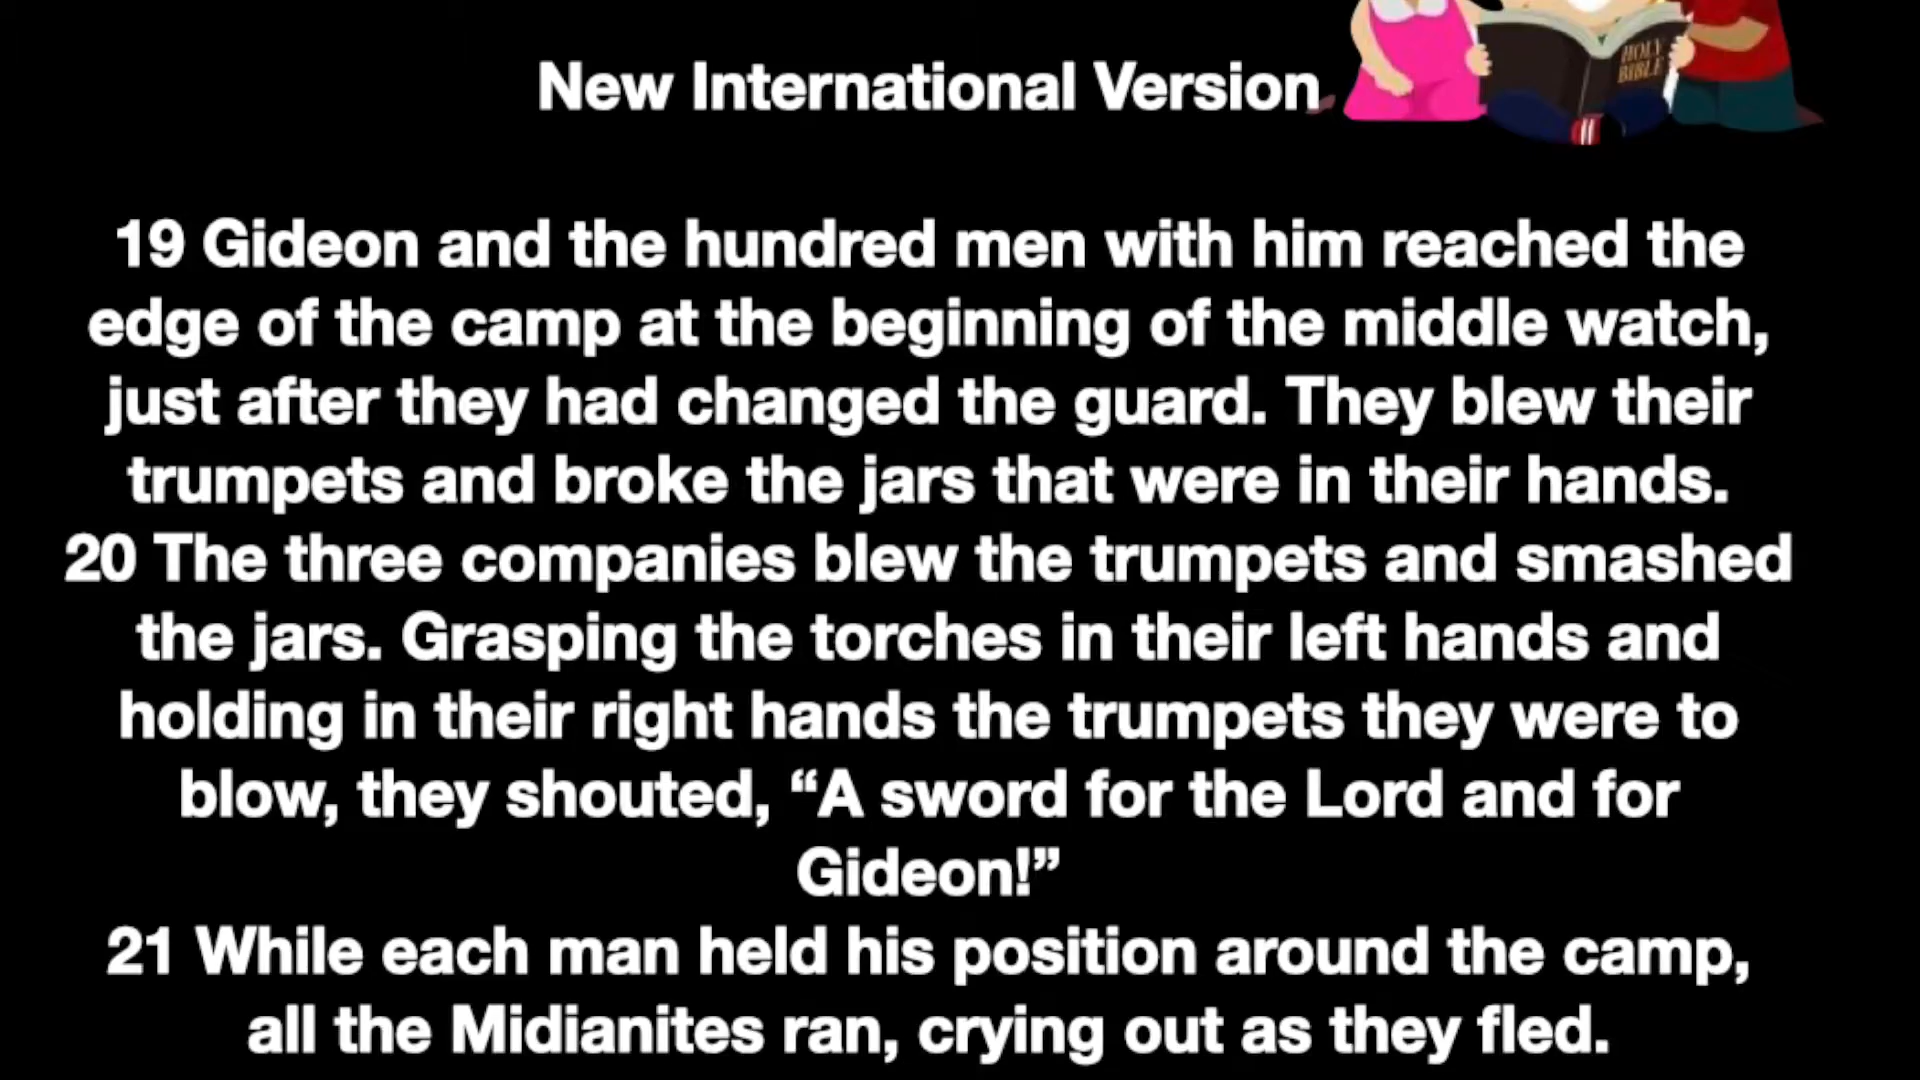 HOLY
BIBLE
New International Version
19 Gideon and the hundred men with him reached the
edge of the camp at the beginning of the middle watch,
just after they had changed the guard. They blew their
trumpets and broke the jars that were in their hands.
20 The three companies blew the trumpets and smashed
the jars. Grasping the torches in their left hands and
holding in their right hands the trumpets they were to
blow, they shouted, “A sword for the Lord and for
Gideon!”
21 While each man held his position around the camp,
all the Midianites ran, crying out as they fled.